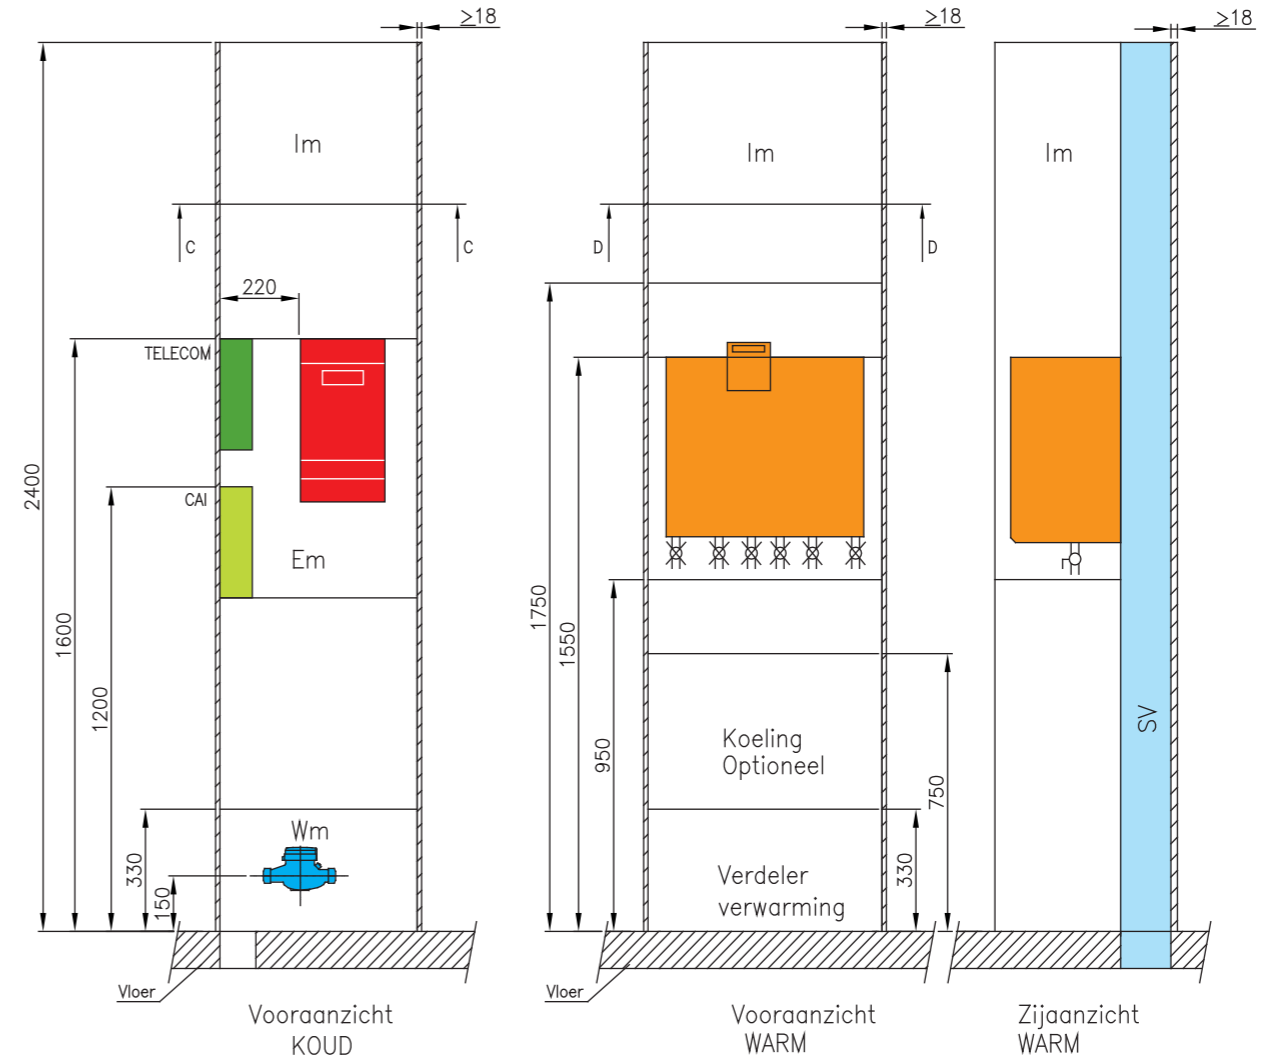 ≥18
≥18
≥18
Im
Im
Im
C
C
D
D
220
TELECOM
CAI
Em
2400
1600
1200
330
150
Wm
1750
1550
950
750
330
Koeling
Optioneel
Verdeler
verwarming
SV
Vloer
Vloer
Vooraanzicht
KOUD
Vooraanzicht
WARM
Zijaanzicht
WARM